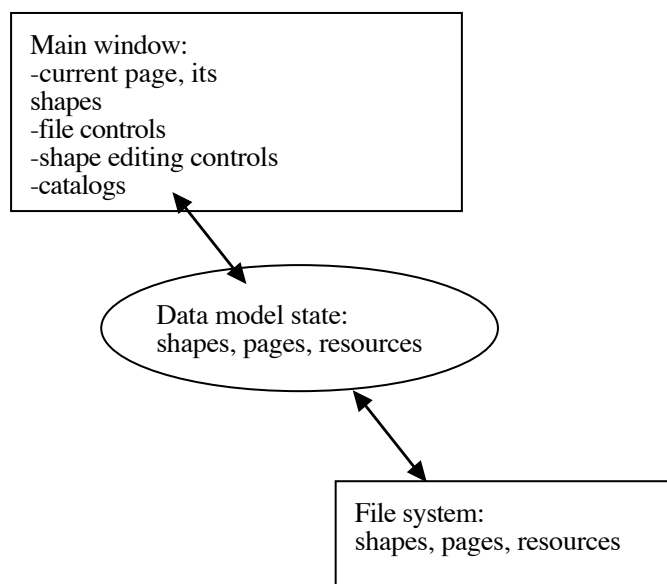 Main window:
-current page, its
shapes
-file controls
-shape editing controls
-catalogs
Data model state:
shapes, pages, resources
File system:
shapes, pages, resources